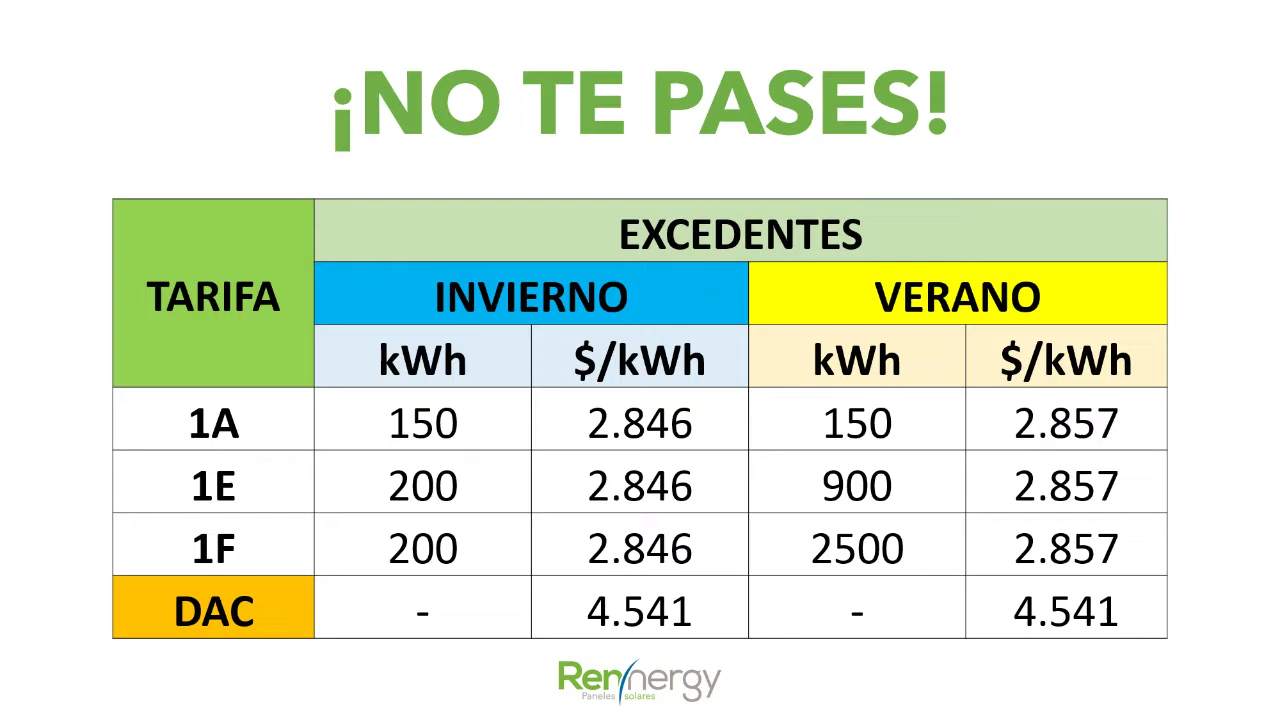 ¡NO TE PASES!
TARIFA
EXCEDENTES
INVIERNO VERANO
kWh $/kWh kWh $/kWh
1A 150 2.846 150 2.857
1E 200 2.846 900 2.857
1F 200 2.846 2500 2.857
DAC - 4.541 - 4.541
Rennergy
Paneles solares